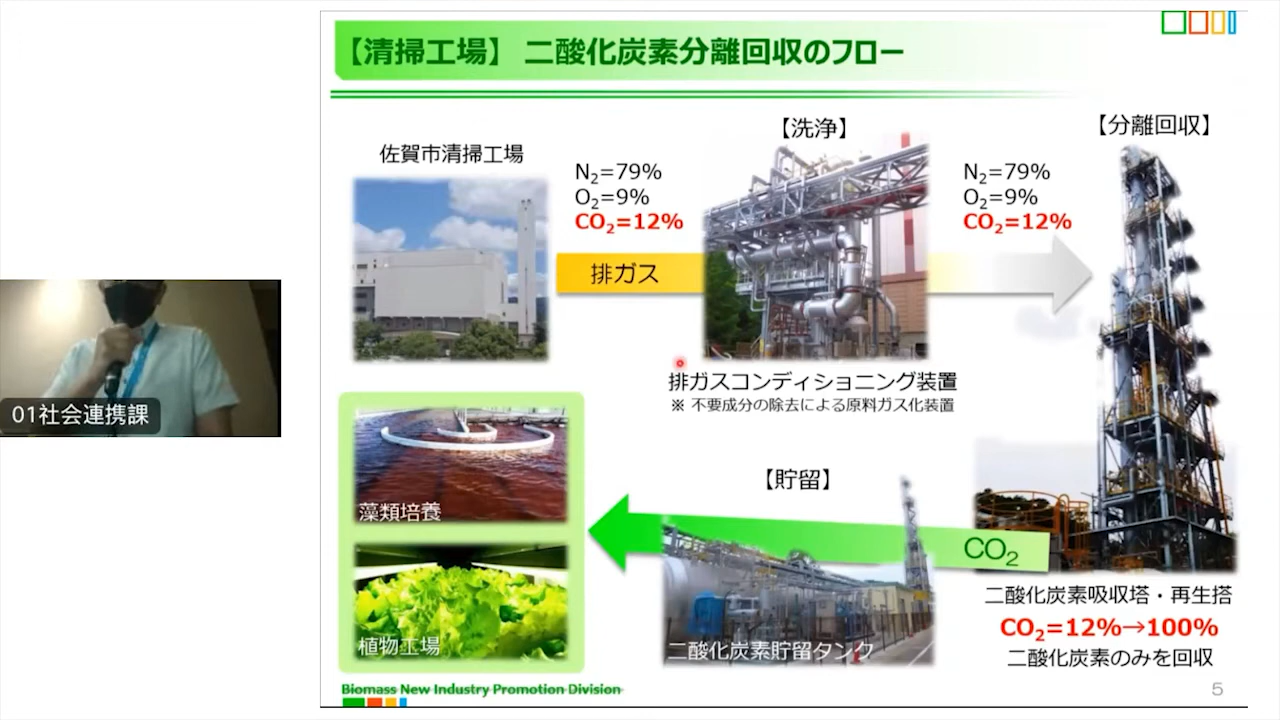 【清掃工場】 二酸化炭素分離回収のフロー
佐賀市清掃工場
N₂=79%
O₂=9%
CO₂=12%
排ガス
【洗浄】
N₂=79%
O₂=9%
CO₂=12%
【分離回収】
排ガスコンディショニング装置
※ 不要成分の除去による原料ガス化装置
01社会連携課
藻類培養
植物工場
【貯留】
CO₂
二酸化炭素貯留タンク
二酸化炭素吸収塔・再生塔
CO₂=12%→100%
二酸化炭素のみを回収
Biomass New Industry Promotion Division
5